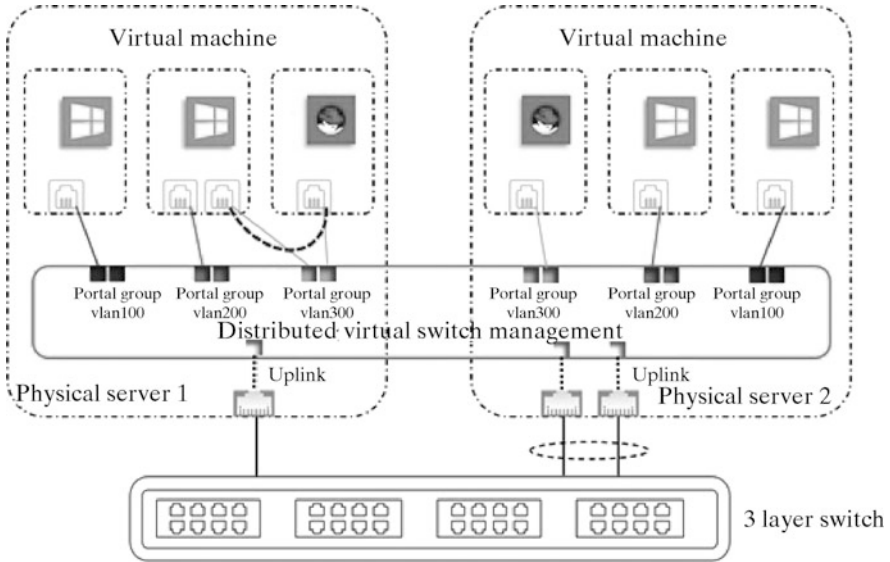 Virtual machine
Virtual machine
Portal group
vlan100
Portal group
vlan200
Portal group
vlan300
Portal group
vlan300
Portal group
vlan200
Portal group
vlan100
Distributed virtual switch management
Uplink
Uplink
Physical server 1
Physical server 2
3 layer switch